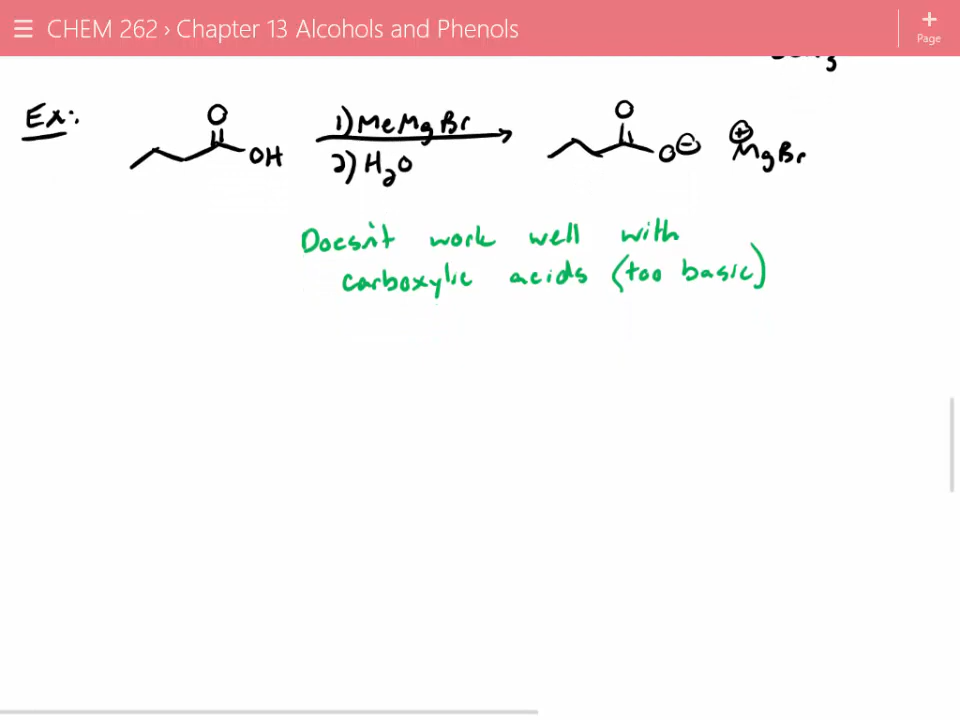 ☰ CHEM 262 › Chapter 13 Alcohols and Phenols
+
Page
Ex:
O
OH
1) MeMgBr
2) H2O
O
O⊖ ⊕MgBr
Doesn't work well with
carboxylic acids (too basic)